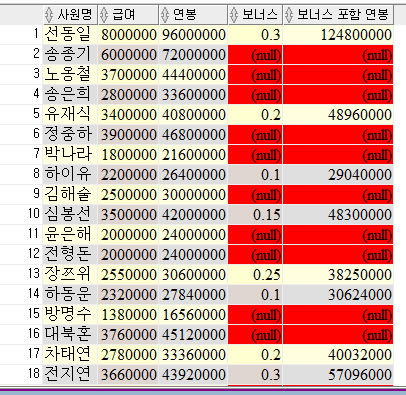 사원명 급여 연봉 보너스 보너스 포함 연봉
1 선동일 8000000 96000000 0.3 124800000
2 송종기 6000000 72000000 (null) (null)
3 노옹철 3700000 44400000 (null) (null)
4 송은희 2800000 33600000 (null) (null)
5 유재식 3400000 40800000 0.2 48960000
6 정중하 3900000 46800000 (null) (null)
7 박나라 1800000 21600000 (null) (null)
8 하이유 2200000 26400000 0.1 29040000
9 김해술 2500000 30000000 (null) (null)
10 심봉선 3500000 42000000 0.15 48300000
11 윤은해 2000000 24000000 (null) (null)
12 전형돈 2000000 24000000 (null) (null)
13 장쯔위 2550000 30600000 0.25 38250000
14 하동운 2320000 27840000 0.1 30624000
15 방명수 1380000 16560000 (null) (null)
16 대북혼 3760000 45120000 (null) (null)
17 차태연 2780000 33360000 0.2 40032000
18 전지연 3660000 43920000 0.3 57096000